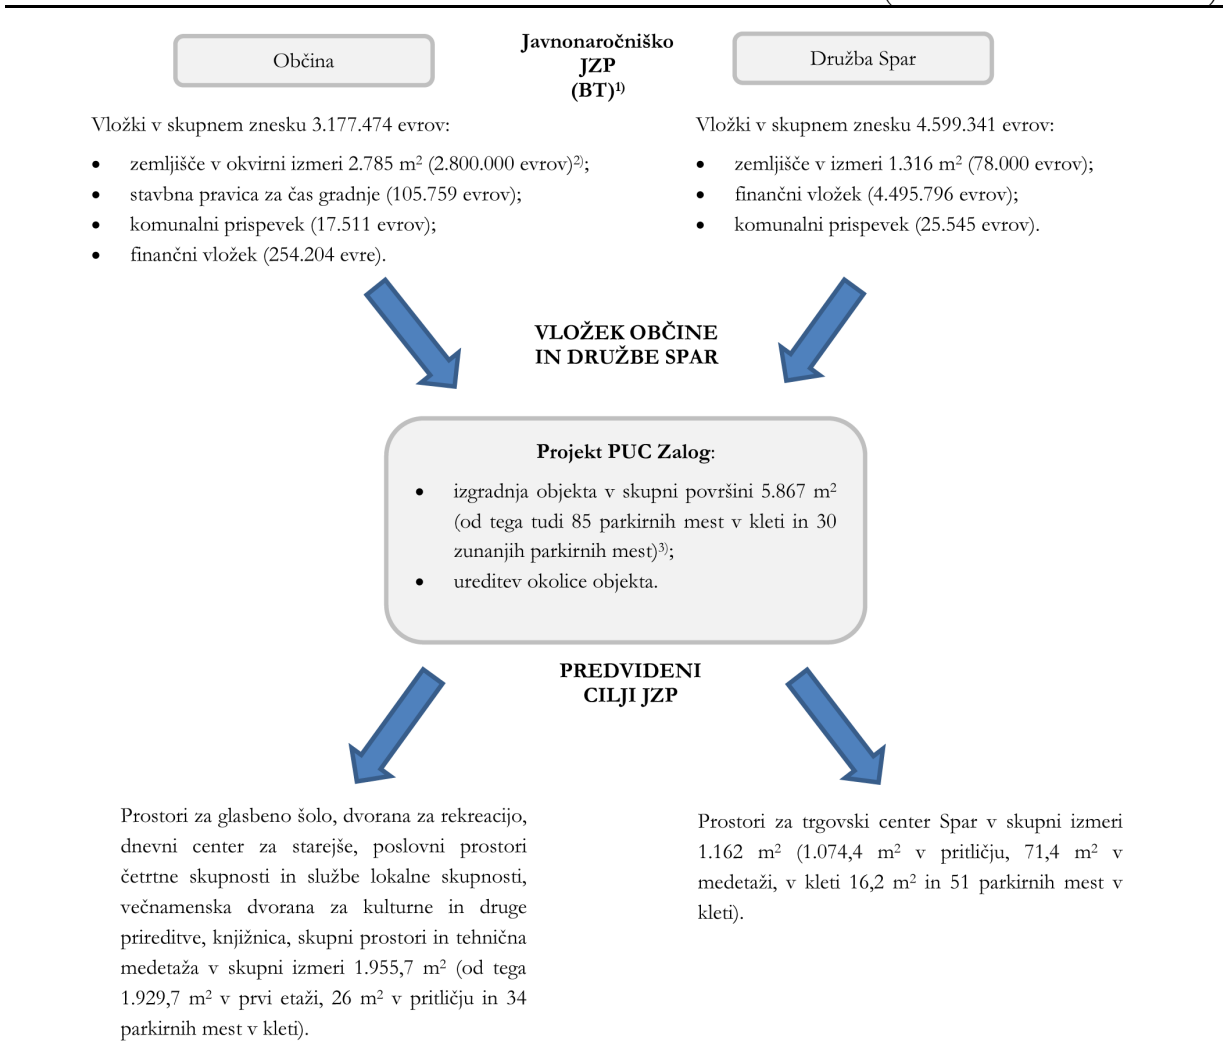 Občina
Javnonaročniško
JZP
(BT)¹⁾
Družba Spar
Vložki v skupnem znesku 3.177.474 evrov:
• zemljišče v okvirni izmeri 2.785 m² (2.800.000 evrov)²⁾;
• stavbna pravica za čas gradnje (105.759 evrov);
• komunalni prispevek (17.511 evrov);
• finančni vložek (254.204 evre).
Vložki v skupnem znesku 4.599.341 evrov:
• zemljišče v izmeri 1.316 m² (78.000 evrov);
• finančni vložek (4.495.796 evrov);
• komunalni prispevek (25.545 evrov).
VLOŽEK OBČINE
IN DRUŽBE SPAR
Projekt PUC Zalog:
• izgradnja objekta v skupni površini 5.867 m²
(od tega tudi 85 parkirnih mest v kleti in 30
zunanjih parkirnih mest)³⁾;
• ureditev okolice objekta.
PREDVIDENI
CILJI JZP
Prostori za glasbeno šolo, dvorana za rekreacijo,
dnevni center za starejše, poslovni prostori
četrtne skupnosti in službe lokalne skupnosti,
večnamenska dvorana za kulturne in druge
prireditve, knjižnica, skupni prostori in tehnična
medetaža v skupni izmeri 1.955,7 m² (od tega
1.929,7 m² v prvi etaži, 26 m² v pritličju in 34
parkirnih mest v kleti).
Prostori za trgovski center Spar v skupni izmeri
1.162 m² (1.074,4 m² v pritličju, 71,4 m² v
medetaži, v kleti 16,2 m² in 51 parkirnih mest v
kleti).